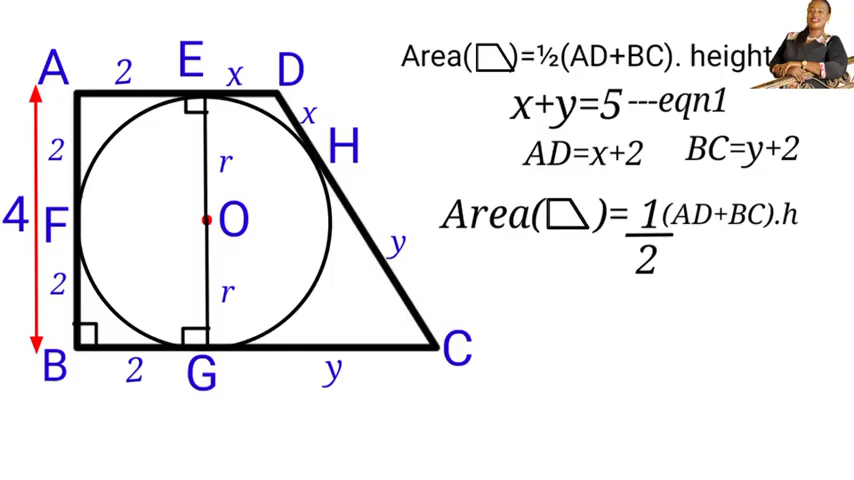 A 2 E x D
2 x H
r
4 F O
y
2 r
B 2 G y C
Area( )=½(AD+BC). height
x+y=5---eqn1
AD=x+2 BC=y+2
Area( )= 1/2 (AD+BC).h